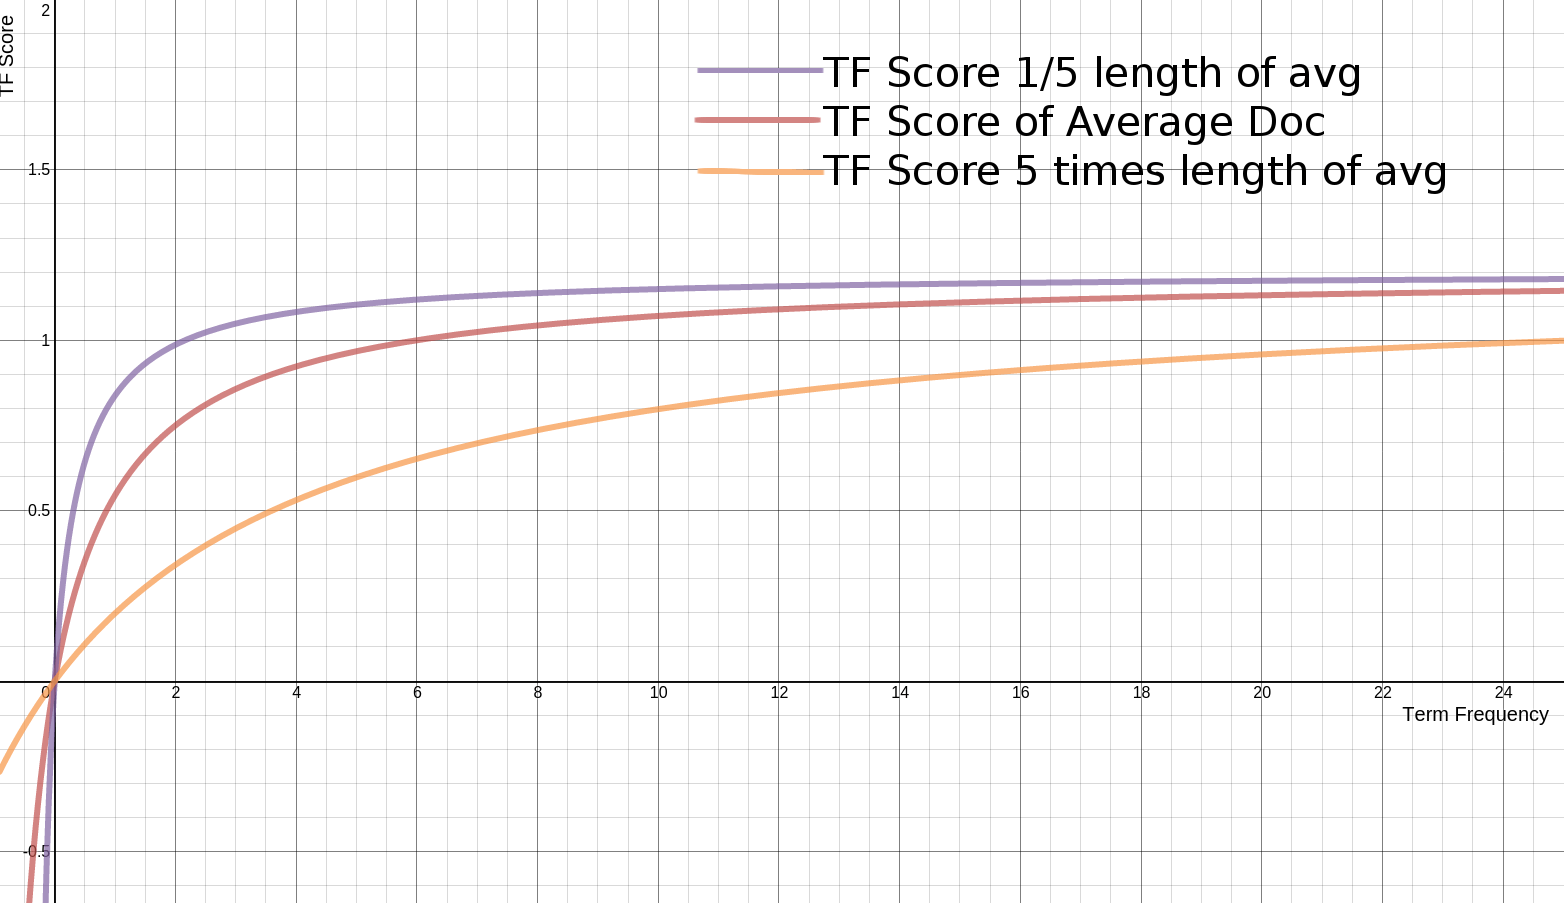 2
TF Score
TF Score 1/5 length of avg
TF Score of Average Doc
1.5
TF Score 5 times length of avg
1
0.5
0 2 4 6 8 10 12 14 16 18 20 22 24
Term Frequency
-0.5